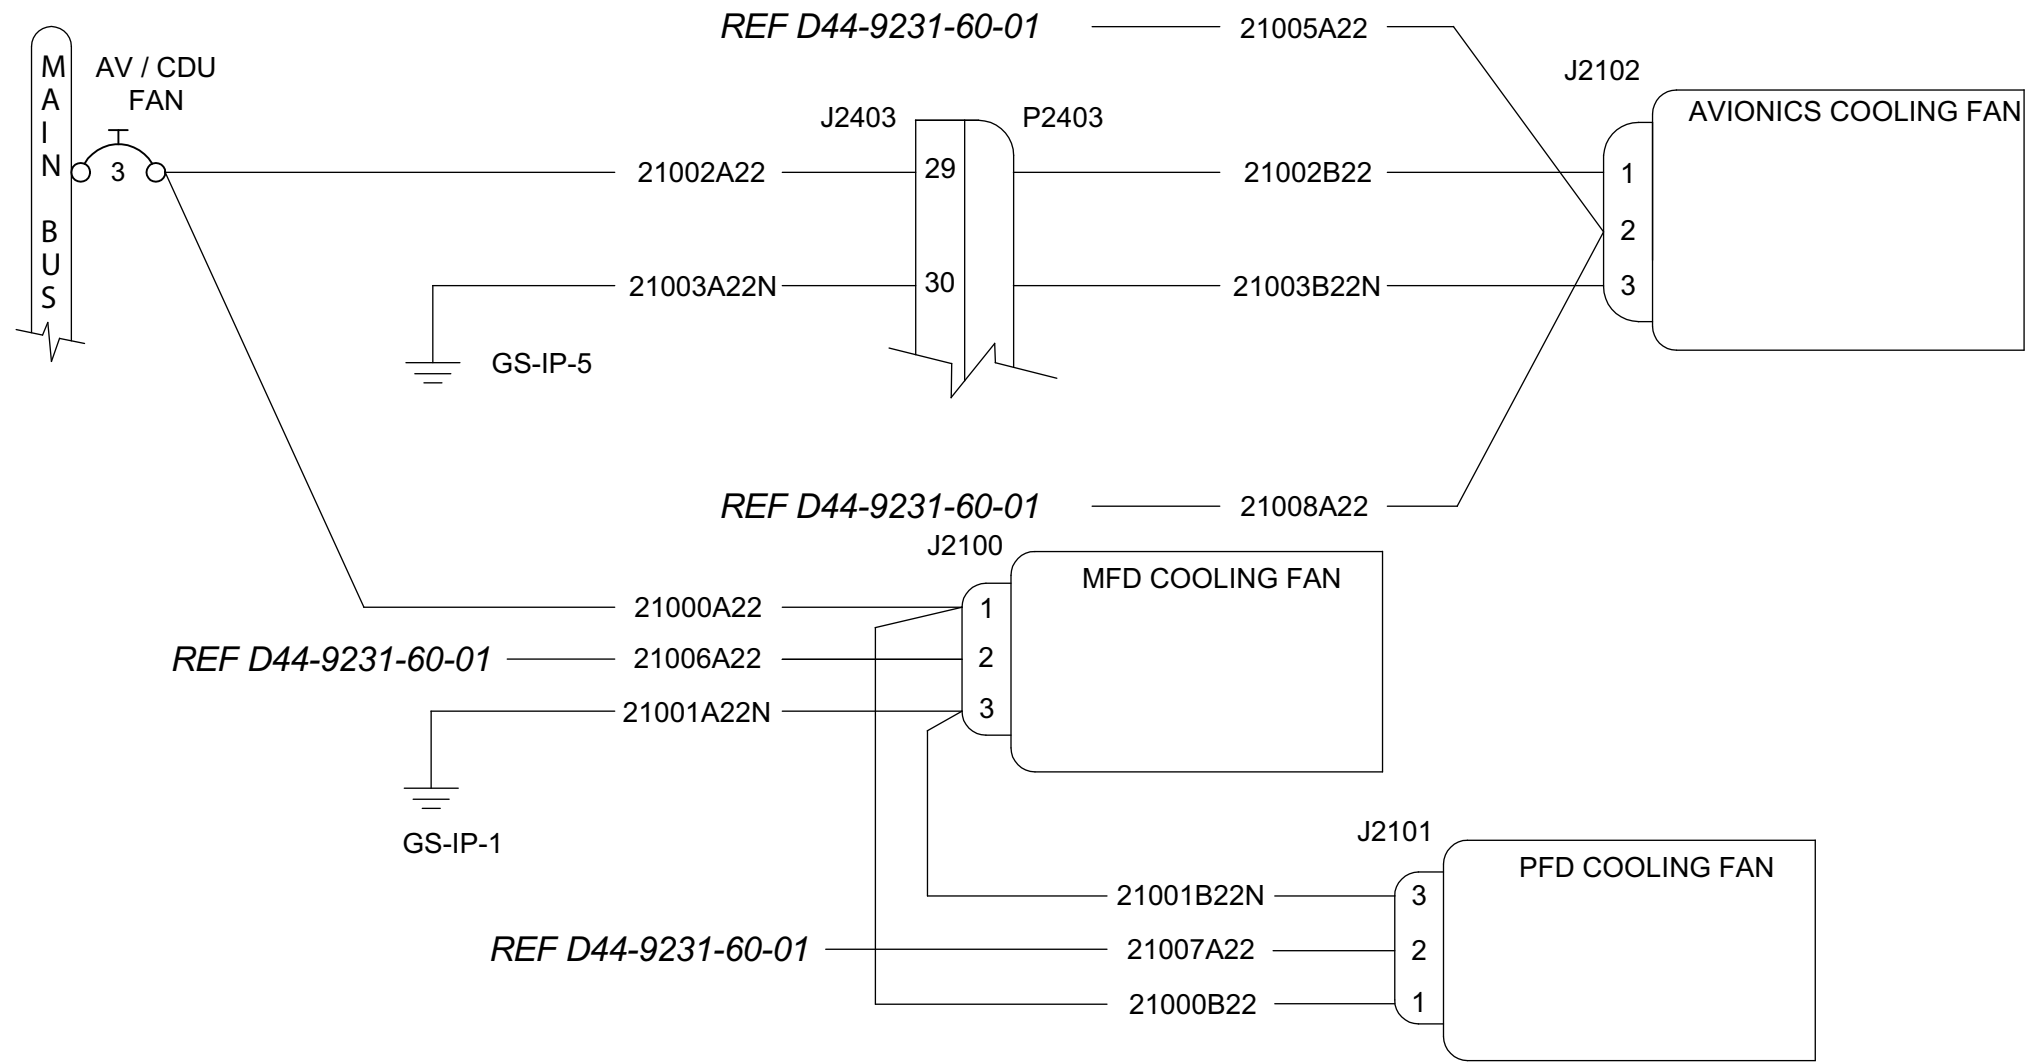 REF D44-9231-60-01 21005A22
MAIN BUS
AV / CDU
FAN
3
J2102
AVIONICS COOLING FAN
J2403
P2403
21002A22
29
21002B22
1
2
21003A22N
30
21003B22N
3
GS-IP-5
REF D44-9231-60-01 21008A22
J2100
MFD COOLING FAN
21000A22
1
REF D44-9231-60-01 21006A22
2
21001A22N
3
GS-IP-1
J2101
PFD COOLING FAN
21001B22N
3
REF D44-9231-60-01 21007A22
2
21000B22
1